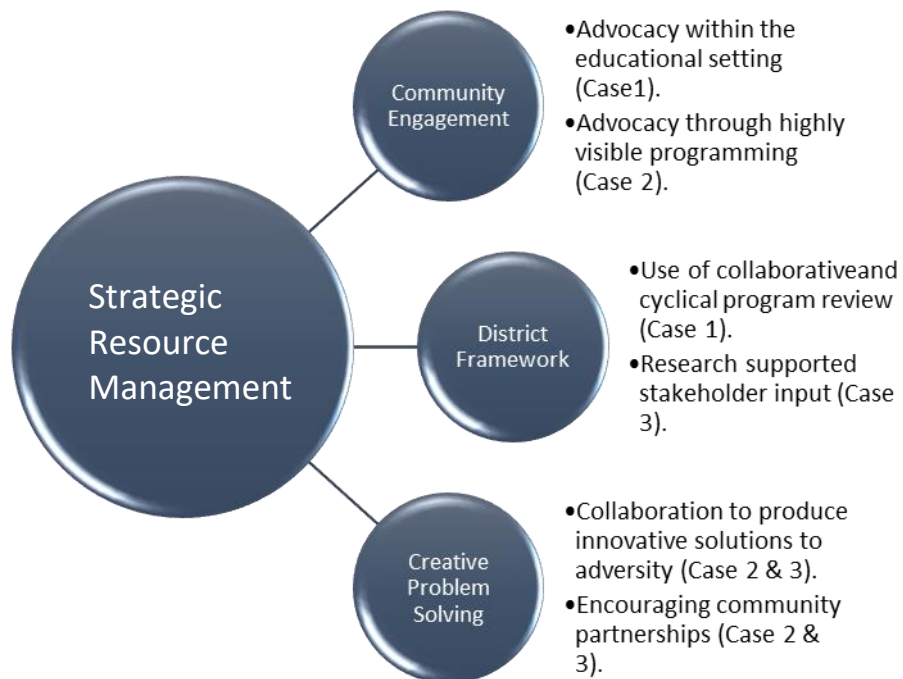 Strategic
Resource
Management
Community
Engagement
•Advocacy within the
educational setting
(Case1).
•Advocacy through highly
visible programming
(Case 2).
District
Framework
•Use of collaborativeand
cyclical program review
(Case 1).
•Research supported
stakeholder input (Case
3).
Creative
Problem
Solving
•Collaboration to produce
innovative solutions to
adversity (Case 2 & 3).
•Encouraging community
partnerships (Case 2 &
3).